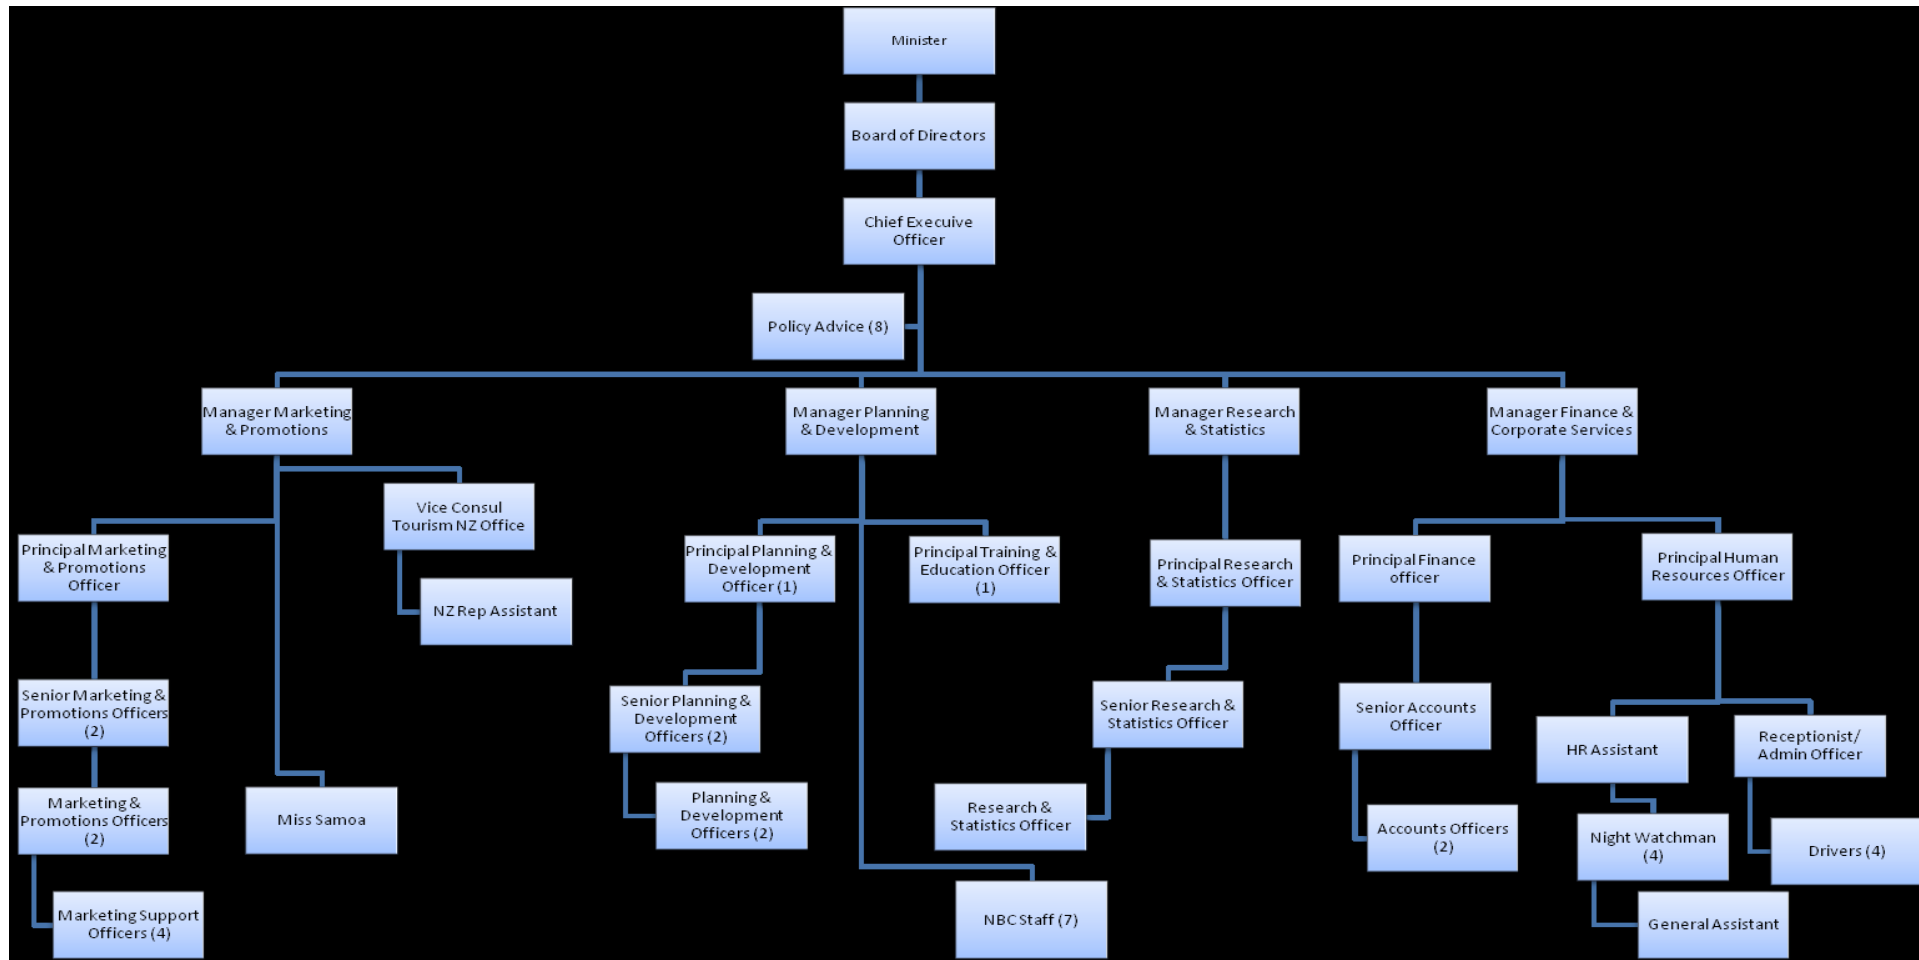 Minister
Board of Directors
Chief Execuive
Officer
Policy Advice (8)
Manager Marketing
& Promotions
Manager Planning
& Development
Manager Research
& Statistics
Manager Finance &
Corporate Services
Vice Consul
Tourism NZ Office
Principal Marketing
& Promotions
Officer
Principal Planning &
Development
Officer (1)
Principal Training &
Education Officer
(1)
Principal Research
& Statistics Officer
Principal Finance
officer
Principal Human
Resources Officer
NZ Rep Assistant
Senior Marketing &
Promotions Officers
(2)
Senior Planning &
Development
Officers (2)
Senior Research &
Statistics Officer
Senior Accounts
Officer
HR Assistant
Receptionist/
Admin Officer
Marketing &
Promotions Officers
(2)
Miss Samoa
Planning &
Development
Officers (2)
Research &
Statistics Officer
Accounts Officers
(2)
Night Watchman
(4)
Drivers (4)
Marketing Support
Officers (4)
NBC Staff (7)
General Assistant